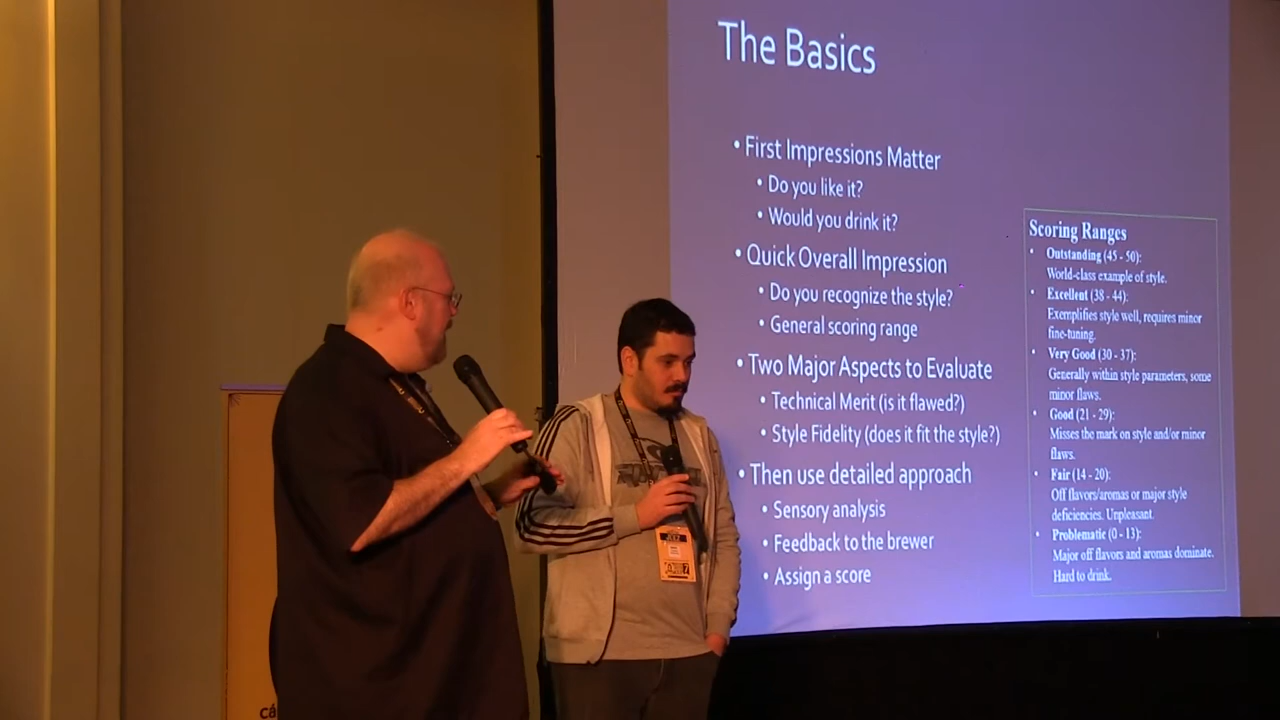 The Basics
• First Impressions Matter
• Do you like it?
• Would you drink it?
• Quick Overall Impression
• Do you recognize the style?
• General scoring range
• Two Major Aspects to Evaluate
• Technical Merit (is it flawed?)
• Style Fidelity (does it fit the style?)
• Then use detailed approach
• Sensory analysis
• Feedback to the brewer
• Assign a score
Scoring Ranges
• Outstanding (45 - 50):
World-class example of style.
• Excellent (38 - 44):
Exemplifies style well, requires minor
fine-tuning.
• Very Good (30 - 37):
Generally within style parameters, some
minor flaws.
• Good (21 - 29):
Misses the mark on style and/or minor
flaws.
• Fair (14 - 20):
Off flavors/aromas or major style
deficiencies. Unpleasant.
• Problematic (0 - 13):
Major off flavors and aromas dominate.
Hard to drink.